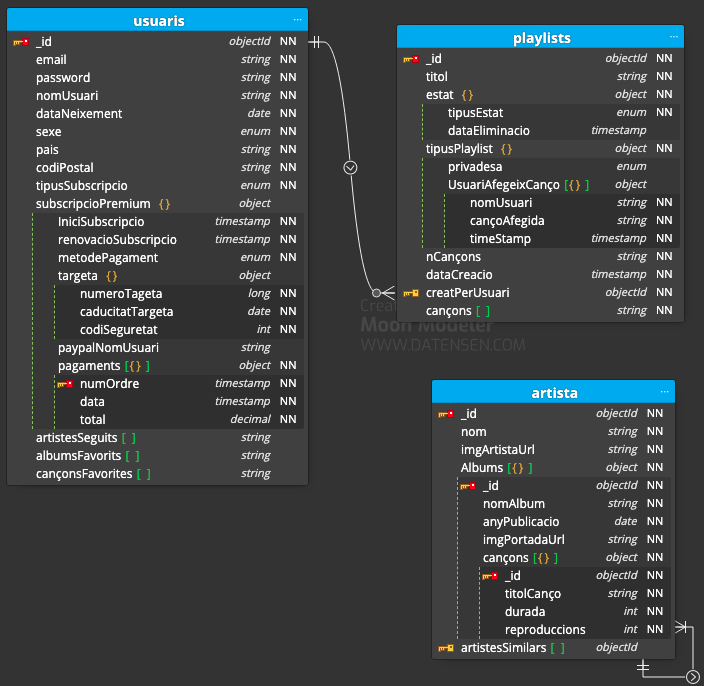 usuaris ...
_id objectId NN
email string NN
password string NN
nomUsuari string NN
dataNeixement date NN
sexe enum NN
pais string NN
codiPostal string NN
tipusSubscripcio enum NN
subscripcioPremium {} object
IniciSubscripcio timestamp NN
renovacioSubscripcio timestamp NN
metodePagament enum NN
targeta {} object
numeroTageta long NN
caducitatTargeta date NN
codiSeguretat int NN
paypalNomUsuari string
pagaments [{} ] object NN
numOrdre timestamp NN
data timestamp NN
total decimal NN
artistesSeguits [ ] string
albumsFavorits [ ] string
cançonsFavorites [ ] string
playlists ...
_id objectId NN
titol string NN
estat {} object NN
tipusEstat enum NN
dataEliminacio timestamp
tipusPlaylist {} object NN
privadesa enum
UsuariAfegeixCanço [{} ] object
nomUsuari string NN
cançoAfegida string NN
timeStamp timestamp NN
nCançons string NN
dataCreacio timestamp NN
creatPerUsuari objectId NN
cançons [ ] string NN
Moon Modeler
WWW.DATENSEN.COM
artista ...
_id objectId NN
nom string NN
imgArtistaUrl string NN
Albums [{} ] object NN
_id objectId NN
nomAlbum string NN
anyPublicacio date NN
imgPortadaUrl string NN
cançons [{} ] object NN
_id objectId NN
titolCanço string NN
durada int NN
reproduccions int NN
artistesSimilars [ ] objectId